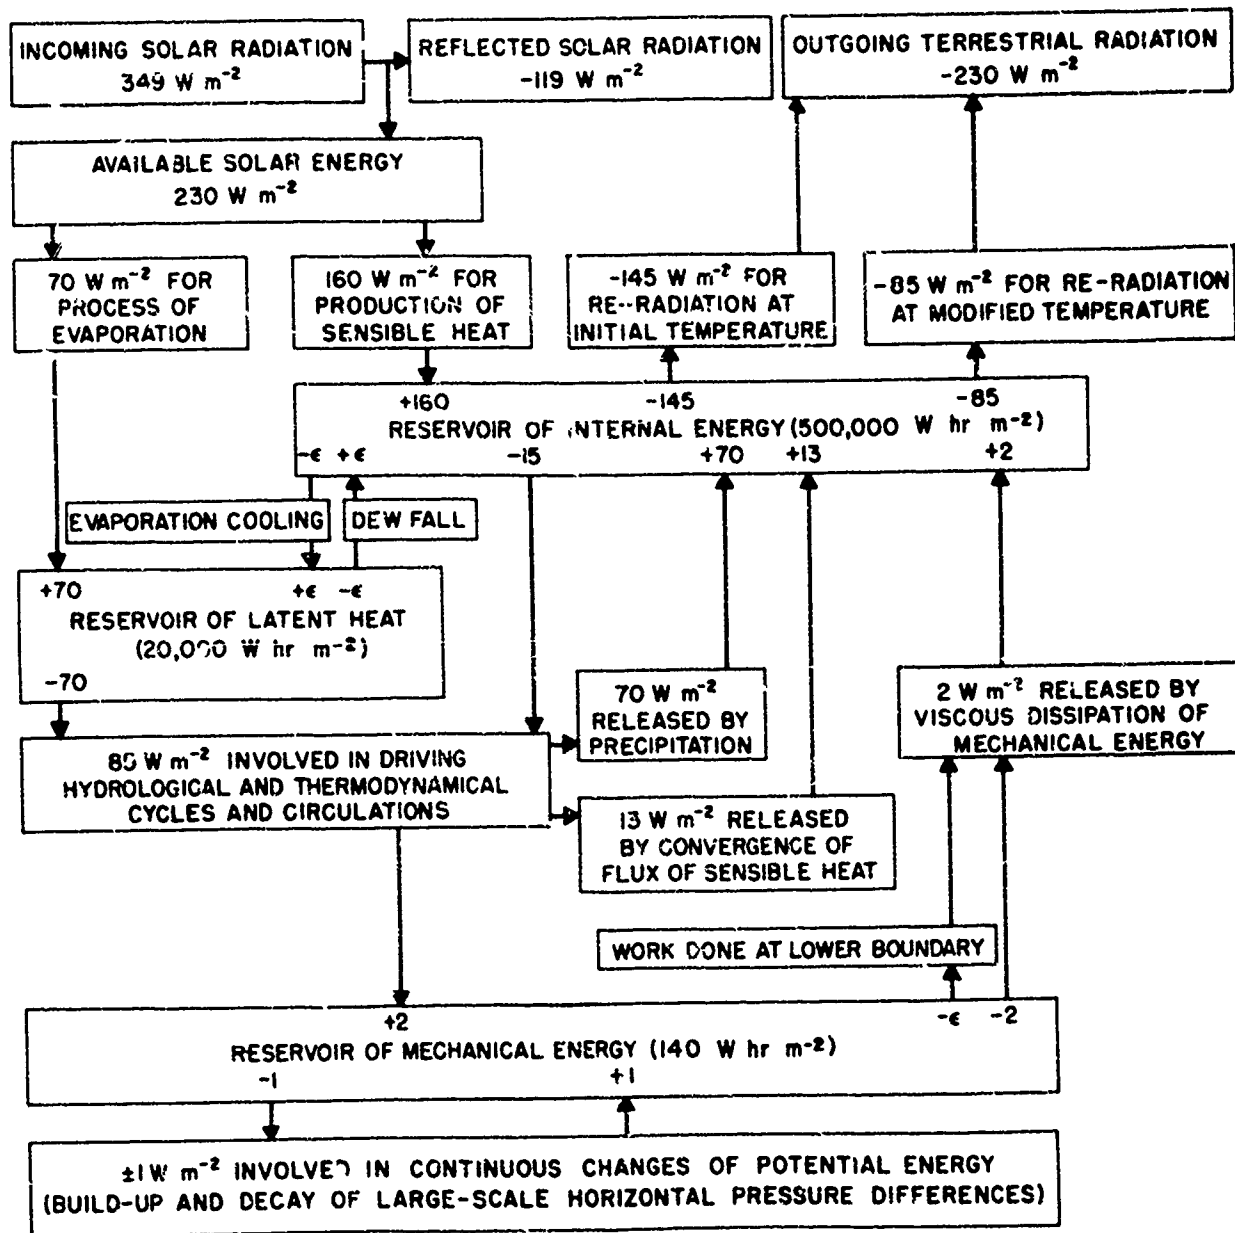 INCOMING SOLAR RADIATION
349 W m⁻²
REFLECTED SOLAR RADIATION
-119 W m⁻²
OUTGOING TERRESTRIAL RADIATION
-230 W m⁻²
AVAILABLE SOLAR ENERGY
230 W m⁻²
70 W m⁻² FOR
PROCESS OF
EVAPORATION
160 W m⁻² FOR
PRODUCTION OF
SENSIBLE HEAT
-145 W m⁻² FOR
RE-RADIATION AT
INITIAL TEMPERATURE
-85 W m⁻² FOR RE-RADIATION
AT MODIFIED TEMPERATURE
+160 -145 -85
RESERVOIR OF INTERNAL ENERGY (500,000 W hr m⁻²)
-ϵ +ϵ -15 +70 +13 +2
EVAPORATION COOLING
DEW FALL
+70 +ϵ -ϵ
RESERVOIR OF LATENT HEAT
(20,000 W hr m⁻²)
-70
70 W m⁻²
RELEASED BY
PRECIPITATION
2 W m⁻² RELEASED BY
VISCOUS DISSIPATION OF
MECHANICAL ENERGY
85 W m⁻² INVOLVED IN DRIVING
HYDROLOGICAL AND THERMODYNAMICAL
CYCLES AND CIRCULATIONS
13 W m⁻² RELEASED
BY CONVERGENCE OF
FLUX OF SENSIBLE HEAT
WORK DONE AT LOWER BOUNDARY
+2 -ϵ -2
RESERVOIR OF MECHANICAL ENERGY (140 W hr m⁻²)
-1 +1
±1 W m⁻² INVOLVED IN CONTINUOUS CHANGES OF POTENTIAL ENERGY
(BUILD-UP AND DECAY OF LARGE-SCALE HORIZONTAL PRESSURE DIFFERENCES)